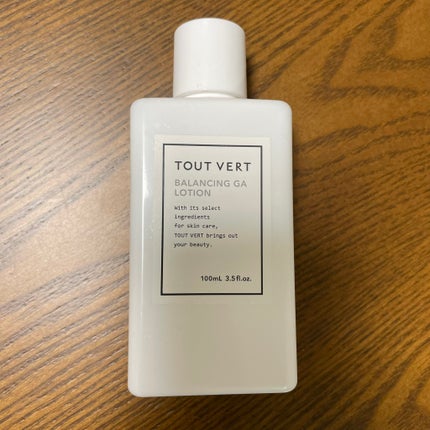 TOUT VERT
BALANCING GA
LOTION
With its select
ingredients
for skin care,
TOUT VERT brings out
your beauty.
100mL 3.5fl.oz.